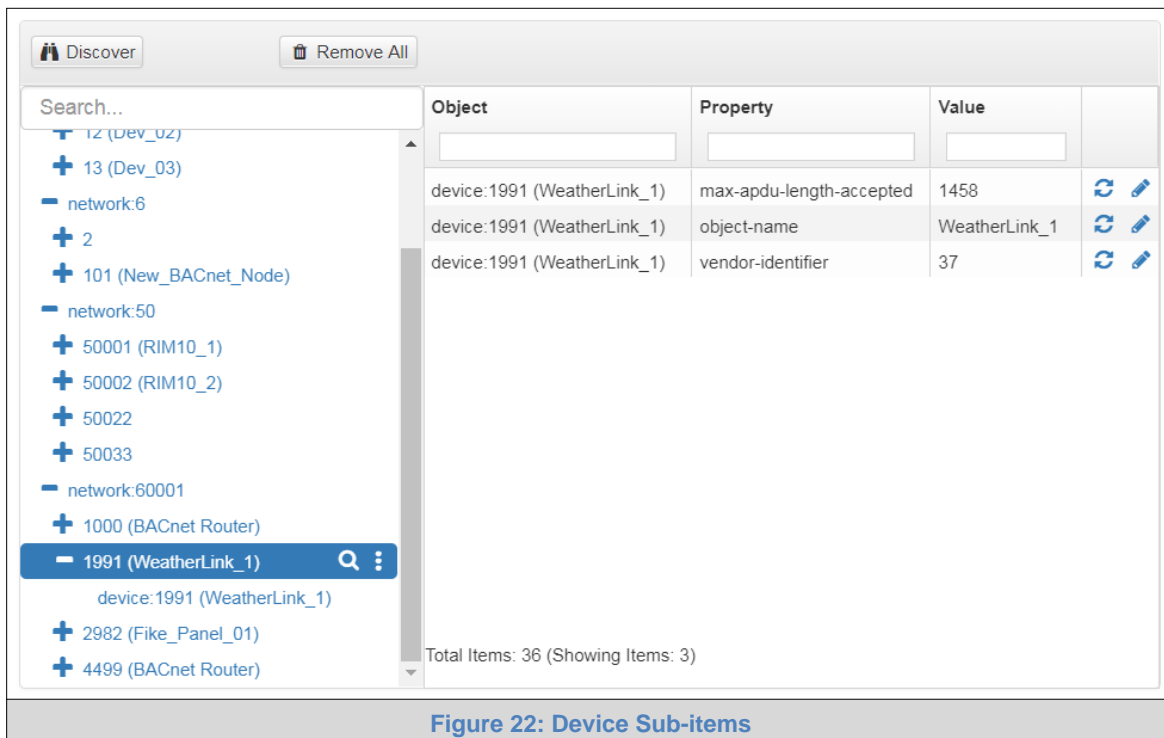 Discover
Remove All
Search...
Object
Property
Value
12 (Dev_02)
13 (Dev_03)
network:6
2
101 (New_BACnet_Node)
network:50
50001 (RIM10_1)
50002 (RIM10_2)
50022
50033
network:60001
1000 (BACnet Router)
1991 (WeatherLink_1)
device:1991 (WeatherLink_1)
2982 (Fike_Panel_01)
4499 (BACnet Router)
device:1991 (WeatherLink_1) max-apdu-length-accepted 1458
device:1991 (WeatherLink_1) object-name WeatherLink_1
device:1991 (WeatherLink_1) vendor-identifier 37
Total Items: 36 (Showing Items: 3)
Figure 22: Device Sub-items